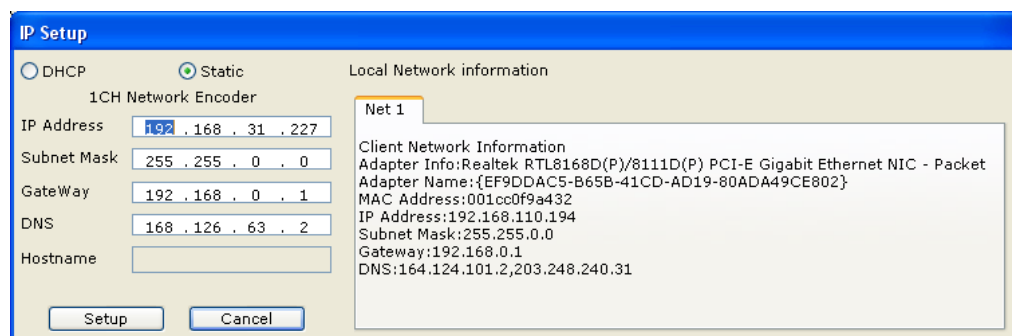 IP Setup
DHCP
Static
1CH Network Encoder
IP Address 192 . 168 . 31 . 227
Subnet Mask 255 . 255 . 0 . 0
GateWay 192 . 168 . 0 . 1
DNS 168 . 126 . 63 . 2
Hostname
Setup
Cancel
Local Network information
Net 1
Client Network Information
Adapter Info:Realtek RTL8168D(P)/8111D(P) PCI-E Gigabit Ethernet NIC - Packet
Adapter Name:{EF9DDAC5-B65B-41CD-AD19-80ADA49CE802}
MAC Address:001cc0f9a432
IP Address:192.168.110.194
Subnet Mask:255.255.0.0
Gateway:192.168.0.1
DNS:164.124.101.2,203.248.240.31